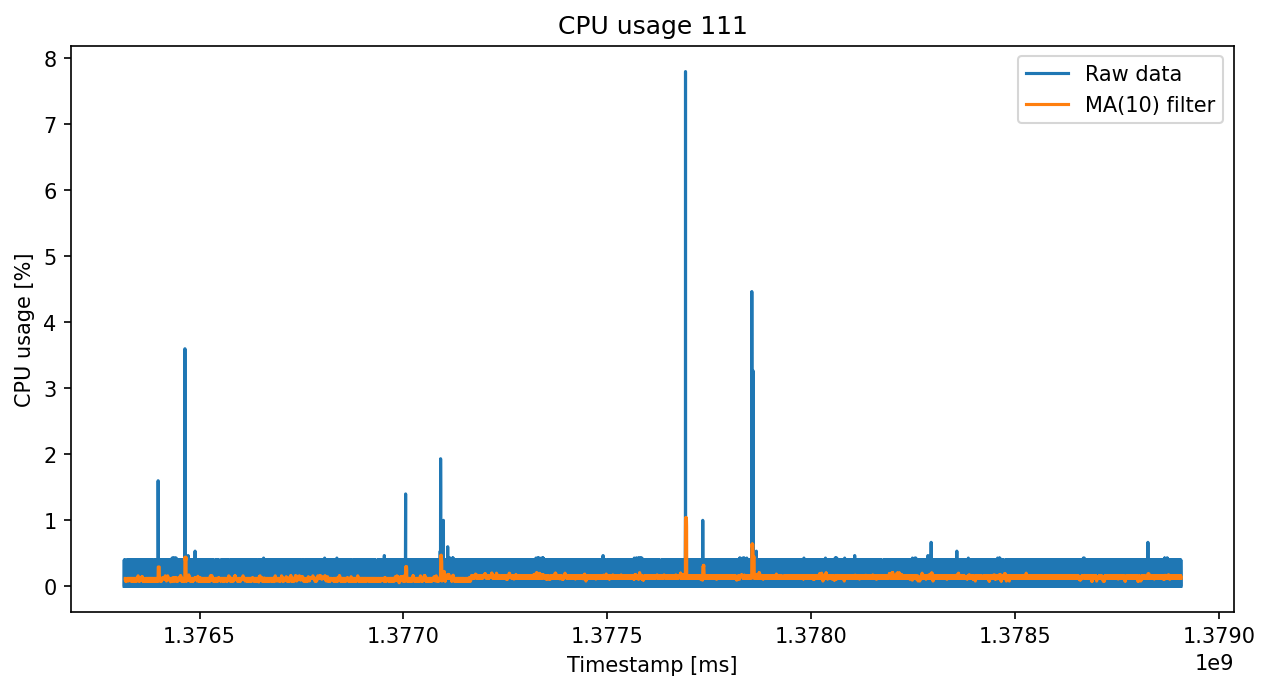 CPU usage 111
Raw data
MA(10) filter
CPU usage [%]
8
7
6
5
4
3
2
1
0
1.3765 1.3770 1.3775 1.3780 1.3785 1.3790
1e9
Timestamp [ms]